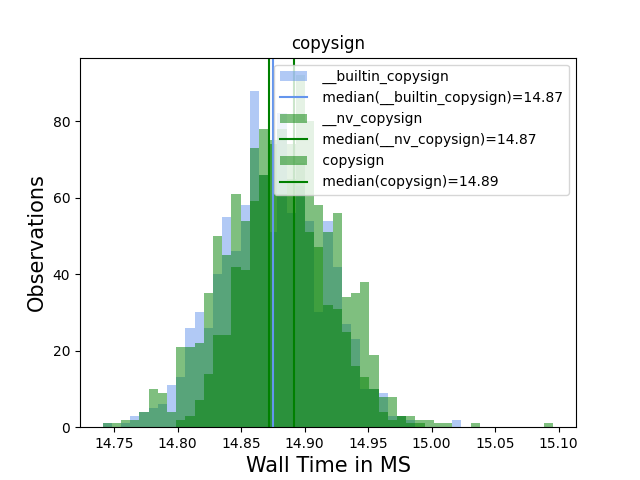 copysign
__builtin_copysign
median(__builtin_copysign)=14.87
__nv_copysign
median(__nv_copysign)=14.87
copysign
median(copysign)=14.89
Observations
80
60
40
20
0
14.75 14.80 14.85 14.90 14.95 15.00 15.05 15.10
Wall Time in MS